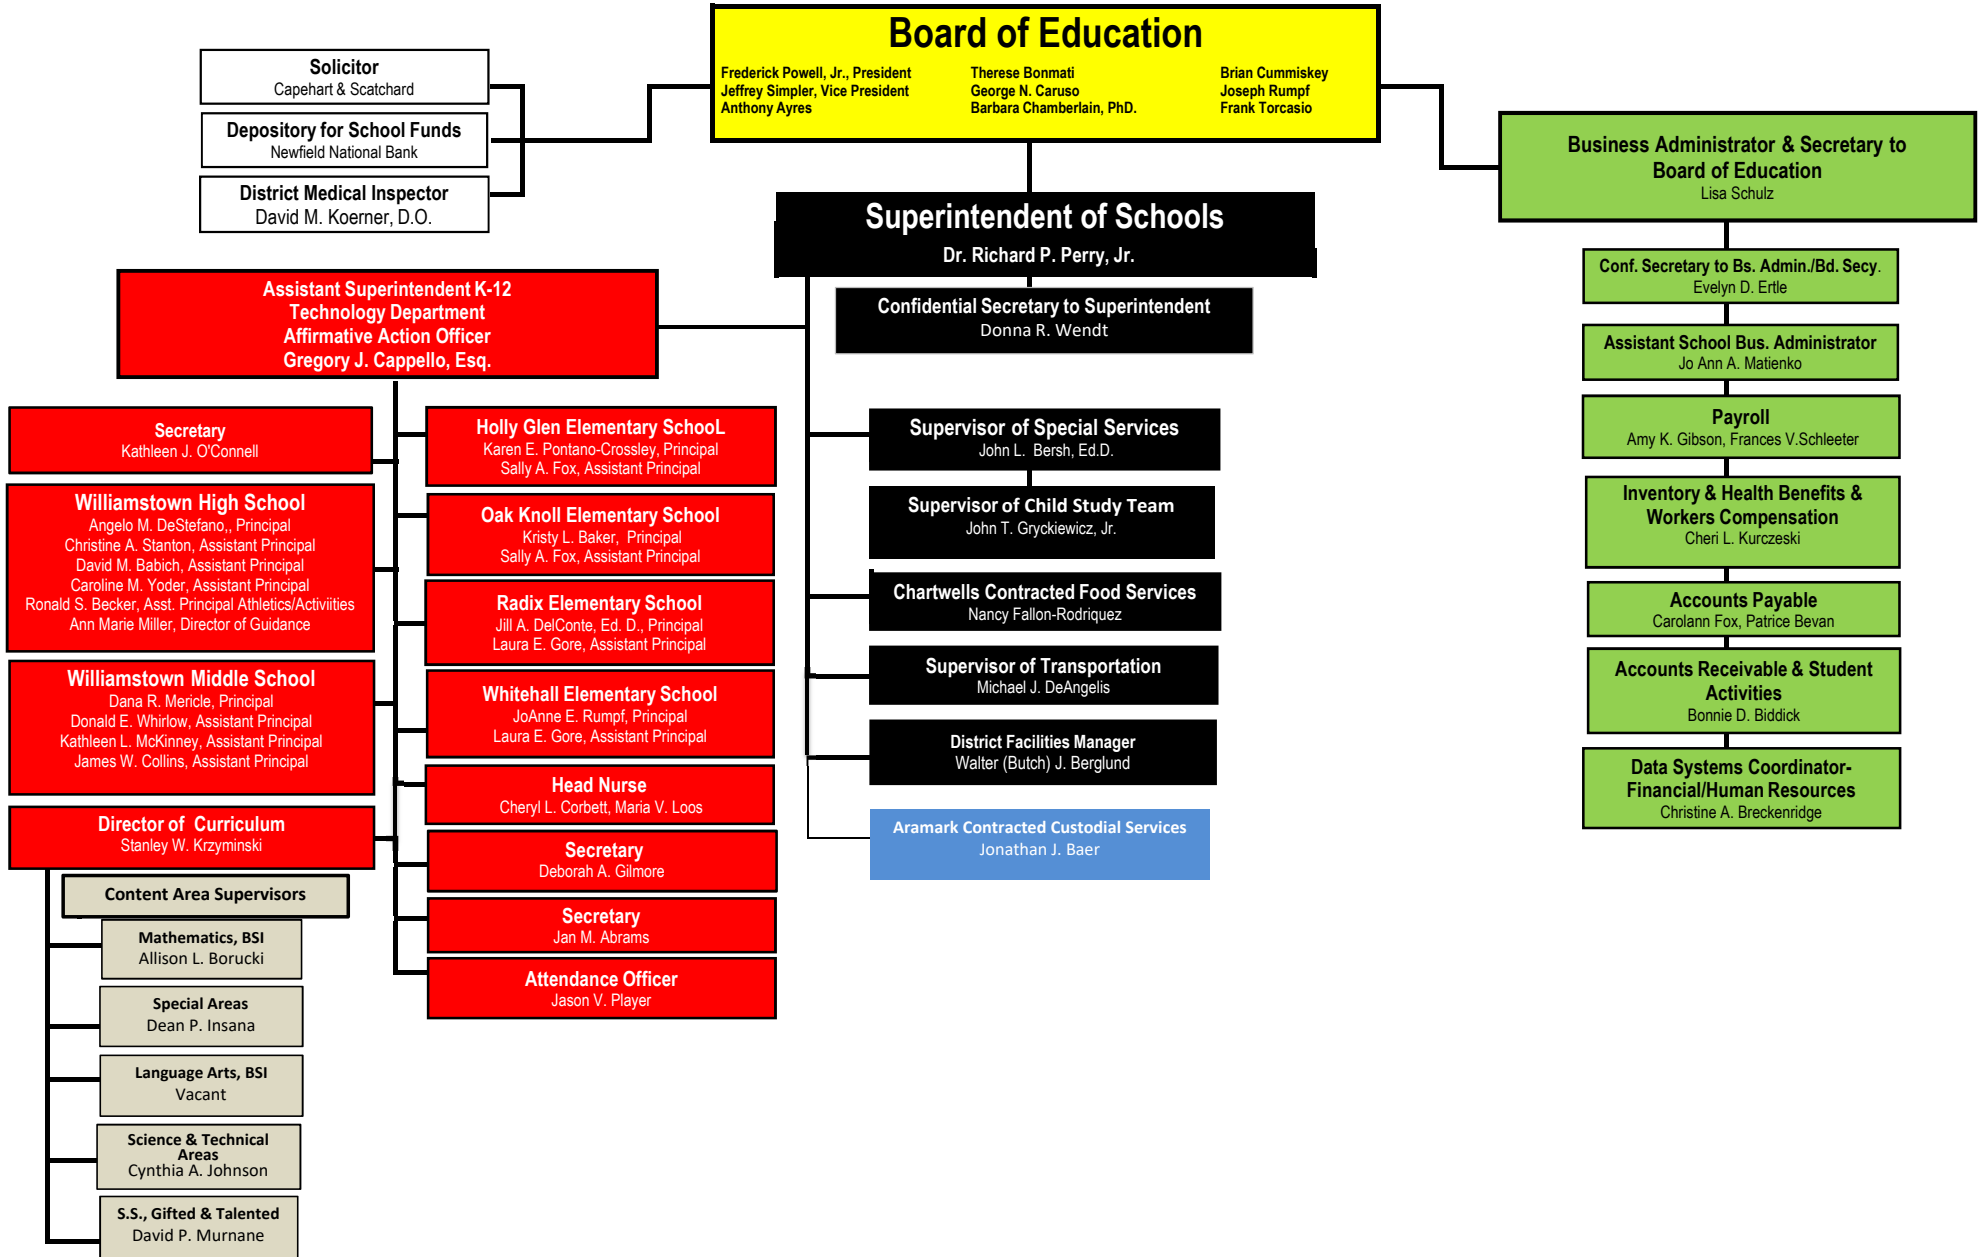 Board of Education
Frederick Powell, Jr., President
Jeffrey Simpler, Vice President
Anthony Ayres
Therese Bonmati
George N. Caruso
Barbara Chamberlain, PhD.
Brian Cummiskey
Joseph Rumpf
Frank Torcasio
Solicitor
Capehart & Scatchard
Depository for School Funds
Newfield National Bank
District Medical Inspector
David M. Koerner, D.O.
Business Administrator & Secretary to
Board of Education
Lisa Schulz
Superintendent of Schools
Dr. Richard P. Perry, Jr.
Confidential Secretary to Superintendent
Donna R. Wendt
Assistant Superintendent K-12
Technology Department
Affirmative Action Officer
Gregory J. Cappello, Esq.
Secretary
Kathleen J. O'Connell
Williamstown High School
Angelo M. DeStefano,, Principal
Christine A. Stanton, Assistant Principal
David M. Babich, Assistant Principal
Caroline M. Yoder, Assistant Principal
Ronald S. Becker, Asst. Principal Athletics/Activiities
Ann Marie Miller, Director of Guidance
Williamstown Middle School
Dana R. Mericle, Principal
Donald E. Whirlow, Assistant Principal
Kathleen L. McKinney, Assistant Principal
James W. Collins, Assistant Principal
Director of Curriculum
Stanley W. Krzyminski
Content Area Supervisors
Mathematics, BSI
Allison L. Borucki
Special Areas
Dean P. Insana
Language Arts, BSI
Vacant
Science & Technical
Areas
Cynthia A. Johnson
S.S., Gifted & Talented
David P. Murnane
Holly Glen Elementary SchooL
Karen E. Pontano-Crossley, Principal
Sally A. Fox, Assistant Principal
Oak Knoll Elementary School
Kristy L. Baker, Principal
Sally A. Fox, Assistant Principal
Radix Elementary School
Jill A. DelConte, Ed. D., Principal
Laura E. Gore, Assistant Principal
Whitehall Elementary School
JoAnne E. Rumpf, Principal
Laura E. Gore, Assistant Principal
Head Nurse
Cheryl L. Corbett, Maria V. Loos
Secretary
Deborah A. Gilmore
Secretary
Jan M. Abrams
Attendance Officer
Jason V. Player
Supervisor of Special Services
John L. Bersh, Ed.D.
Supervisor of Child Study Team
John T. Gryckiewicz, Jr.
Chartwells Contracted Food Services
Nancy Fallon-Rodriquez
Supervisor of Transportation
Michael J. DeAngelis
District Facilities Manager
Walter (Butch) J. Berglund
Aramark Contracted Custodial Services
Jonathan J. Baer
Conf. Secretary to Bs. Admin./Bd. Secy.
Evelyn D. Ertle
Assistant School Bus. Administrator
Jo Ann A. Matienko
Payroll
Amy K. Gibson, Frances V.Schleeter
Inventory & Health Benefits &
Workers Compensation
Cheri L. Kurczeski
Accounts Payable
Carolann Fox, Patrice Bevan
Accounts Receivable & Student
Activities
Bonnie D. Biddick
Data Systems Coordinator-
Financial/Human Resources
Christine A. Breckenridge